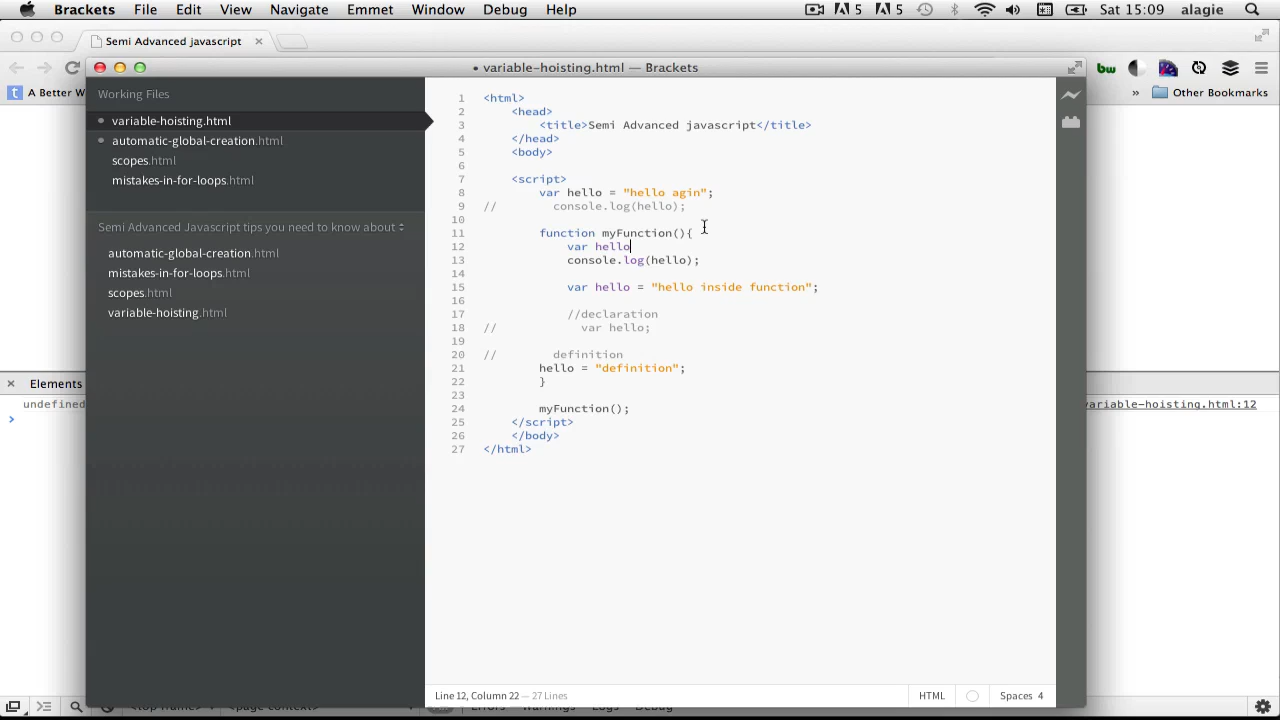 Brackets File Edit View Navigate Emmet Window Debug Help 5 5 Sat 15:09 alagie
Semi Advanced javascript
variable-hoisting.html — Brackets
A Better W
bw
» Other Bookmarks
Working Files
variable-hoisting.html
automatic-global-creation.html
scopes.html
mistakes-in-for-loops.html
Semi Advanced Javascript tips you need to know about
automatic-global-creation.html
mistakes-in-for-loops.html
scopes.html
variable-hoisting.html
1 <html>
2 <head>
3 <title>Semi Advanced javascript</title>
4 </head>
5 <body>
6
7 <script>
8 var hello = "hello agin";
9 // console.log(hello);
10
11 function myFunction(){
12 var hello
13 console.log(hello);
14
15 var hello = "hello inside function";
16
17 //declaration
18 // var hello;
19
20 // definition
21 hello = "definition";
22 }
23
24 myFunction();
25 </script>
26 </body>
27 </html>
Elements
undefined
variable-hoisting.html:12
Line 12, Column 22 — 27 Lines
HTML
Spaces 4